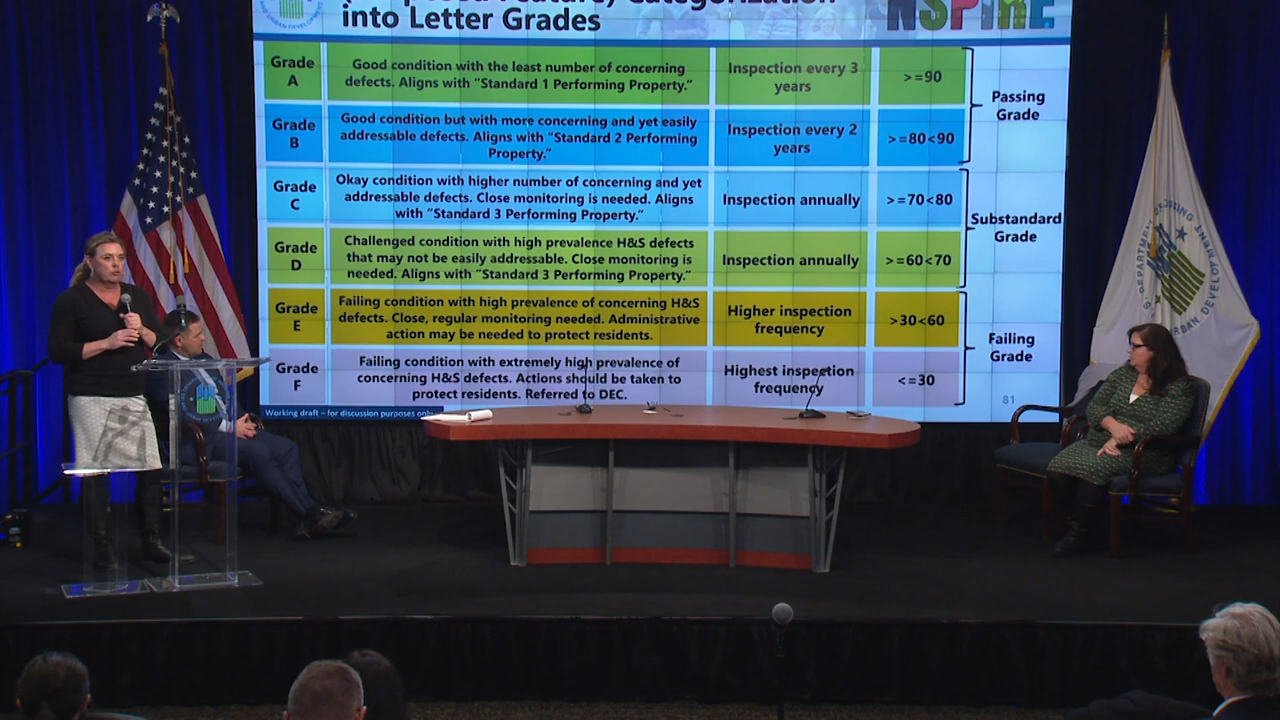 Categorization
into Letter Grades
NSPIRE
AND URBAN DEVELOPMENT
Grade
A
Good condition with the least number of concerning
defects. Aligns with “Standard 1 Performing Property.”
Inspection every 3
years
>=90
Passing
Grade
Grade
B
Good condition but with more concerning and yet easily
addressable defects. Aligns with “Standard 2 Performing
Property.”
Inspection every 2
years
>=80<90
Grade
C
Okay condition with higher number of concerning and yet
addressable defects. Close monitoring is needed. Aligns
with “Standard 3 Performing Property.”
Inspection annually
>=70<80
Substandard
Grade
Grade
D
Challenged condition with high prevalence H&S defects
that may not be easily addressable. Close monitoring is
needed. Aligns with “Standard 3 Performing Property.”
Inspection annually
>=60<70
Grade
E
Failing condition with high prevalence of concerning H&S
defects. Close, regular monitoring needed. Administrative
action may be needed to protect residents.
Higher inspection
frequency
>30<60
Failing
Grade
Grade
F
Failing condition with extremely high prevalence of
concerning H&S defects. Actions should be taken to
protect residents. Referred to DEC.
Highest inspection
frequency
<=30
Working draft – for discussion purposes only
81